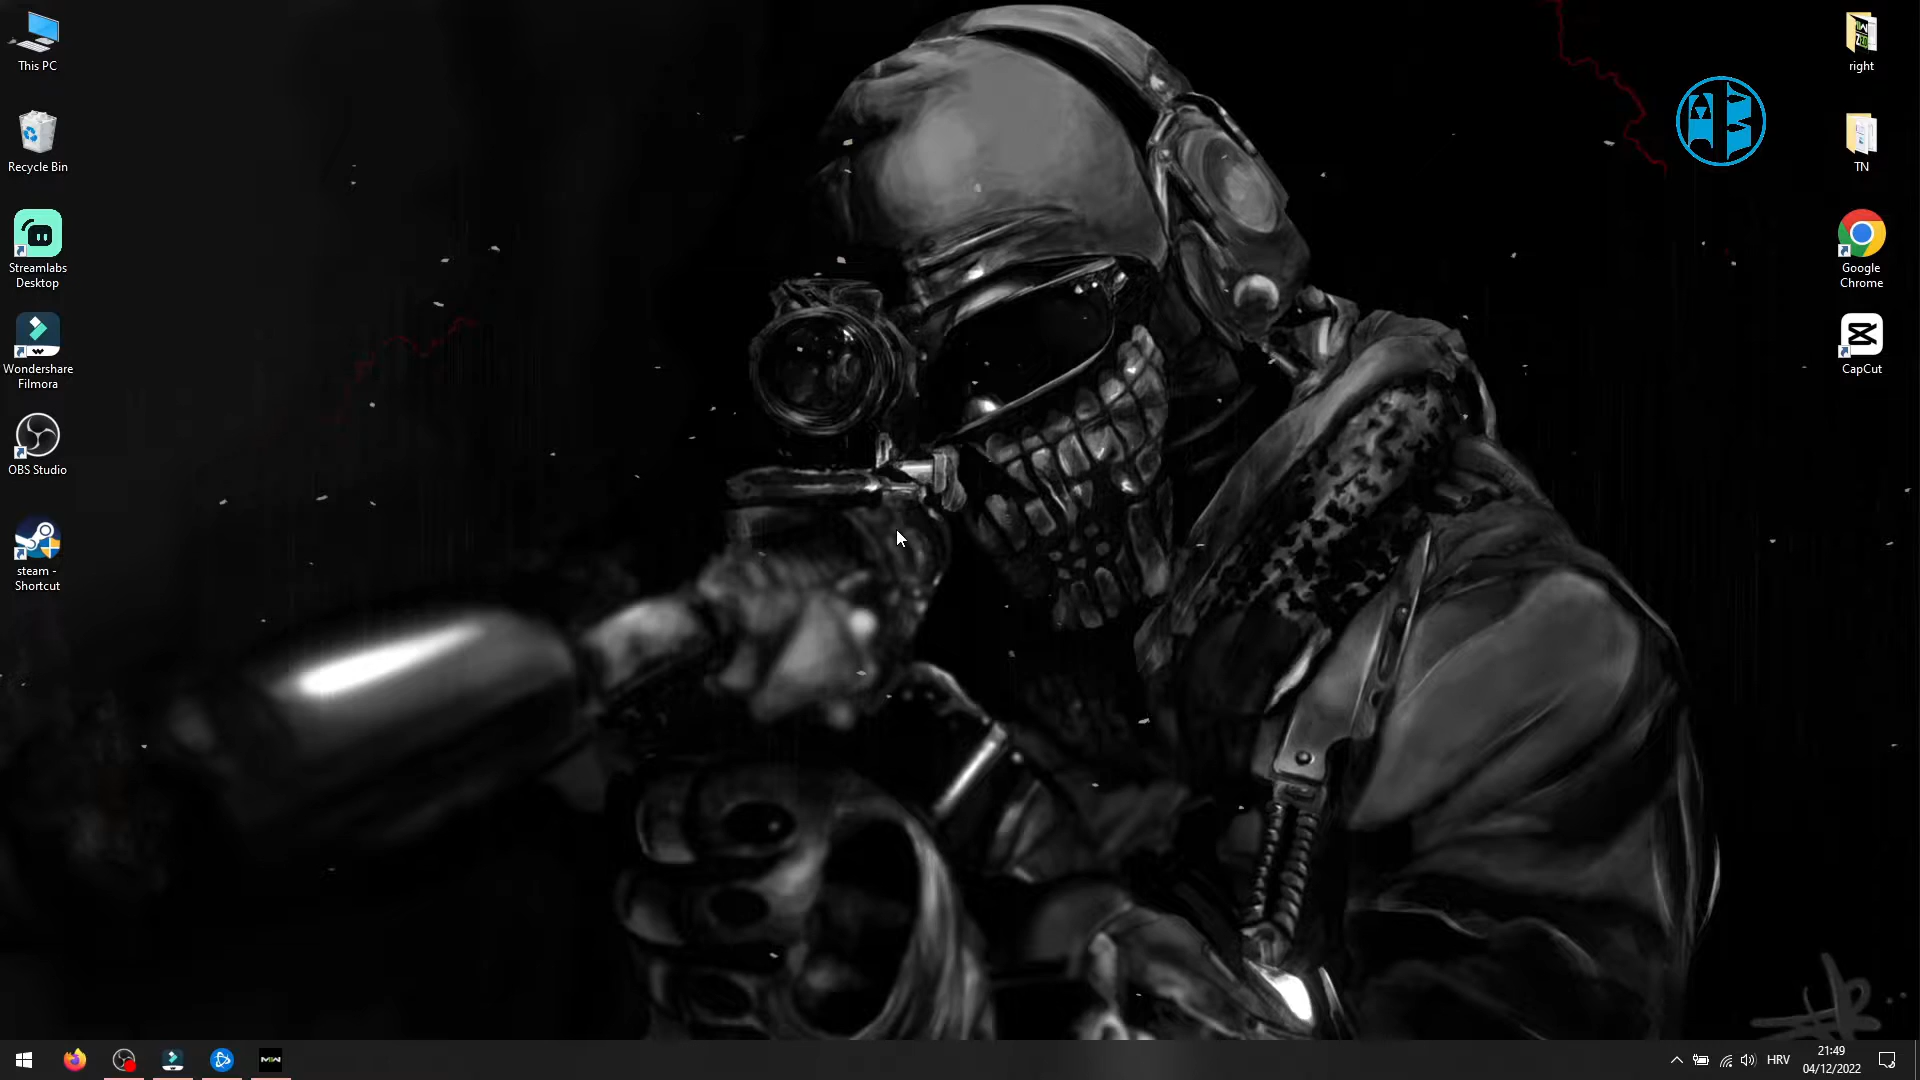 This PC
Recycle Bin
Streamlabs
Desktop
Wondershare
Filmora
OBS Studio
steam -
Shortcut
right
TN
Google
Chrome
CapCut
MW
HRV
21:49
04/12/2022